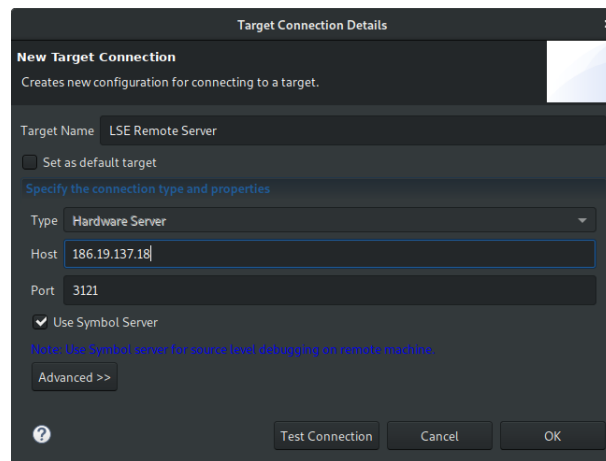 Target Connection Details
New Target Connection
Creates new configuration for connecting to a target.
Target Name LSE Remote Server
Set as default target
Specify the connection type and properties
Type Hardware Server
Host 186.19.137.18
Port 3121
Use Symbol Server
Note: Use Symbol server for source level debugging on remote machine.
Advanced >>
? Test Connection Cancel OK